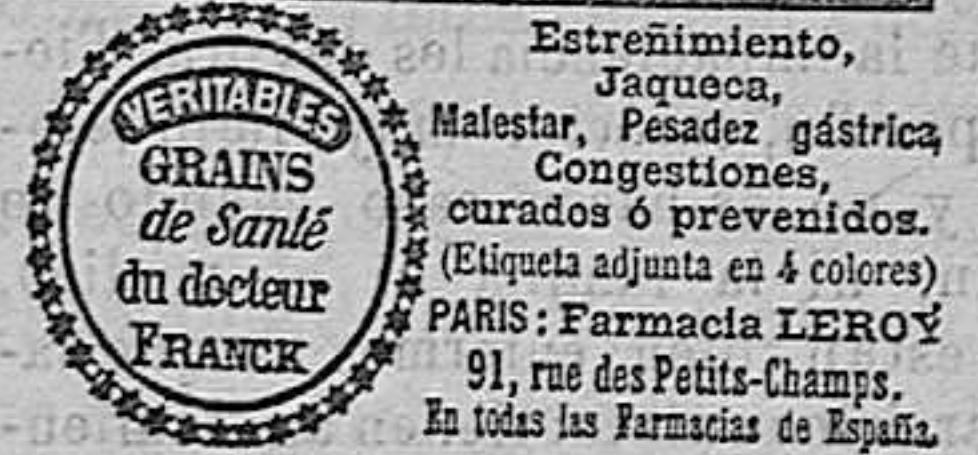 VERITABLES
GRAINS
de Santé
du docteur
FRANCK
Estreñimiento,
Jaqueca,
Malestar, Pesadez gástrica,
Congestiones,
curados ó prevenidos.
(Etiqueta adjunta en 4 colores)
PARIS: Farmacia LEROY
91, rue des Petits-Champs.
En todas las Farmacias de España.